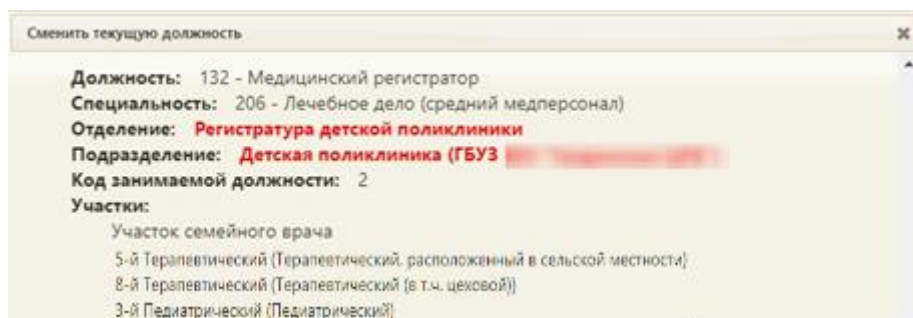 Сменить текущую должность
Должность: 132 - Медицинский регистратор
Специальность: 206 - Лечебное дело (средний медперсонал)
Отделение: Регистратура детской поликлиники
Подразделение: Детская поликлиника (ГБУЗ
Код занимаемой должности: 2
Участки:
Участок семейного врача
5-й Терапевтический (Терапевтический. расположенный в сельской местности)
8-й Терапевтический (Терапевтический (в т.ч. цеховой))
3-й Педиатрический (Педиатрический)